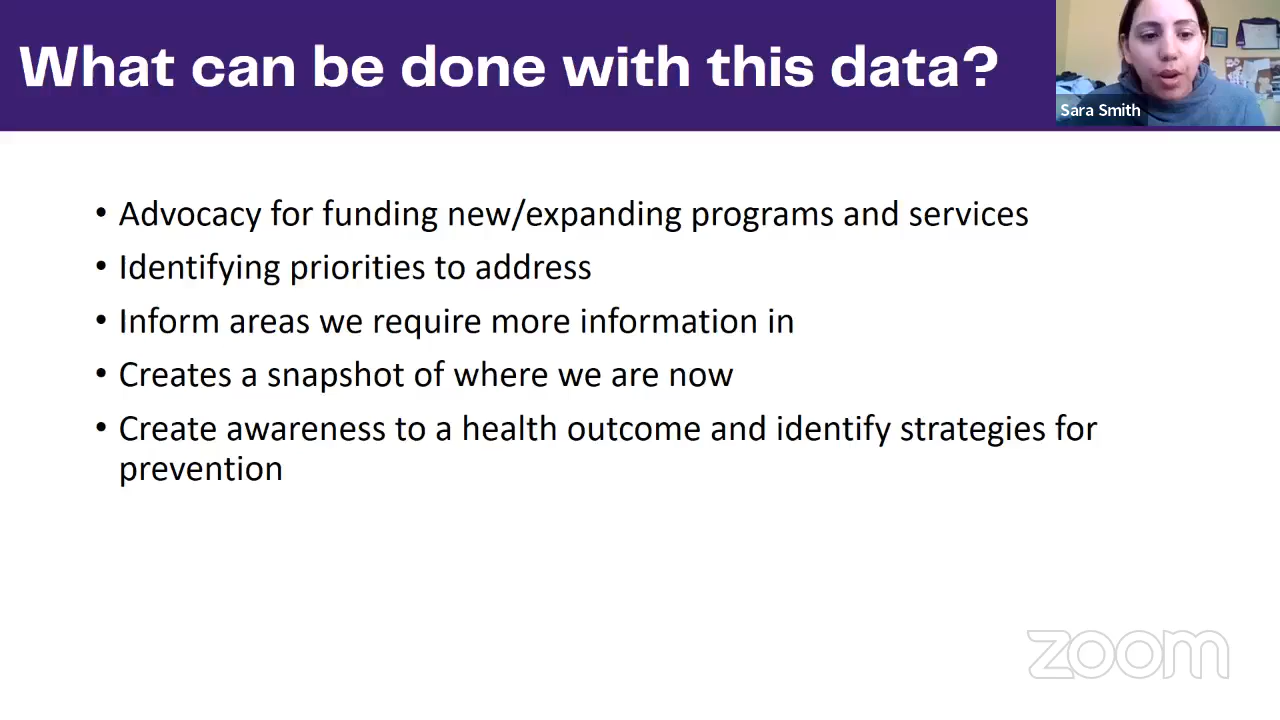 What can be done with this data?
Sara Smith
• Advocacy for funding new/expanding programs and services
• Identifying priorities to address
• Inform areas we require more information in
• Creates a snapshot of where we are now
• Create awareness to a health outcome and identify strategies for
prevention
zoom